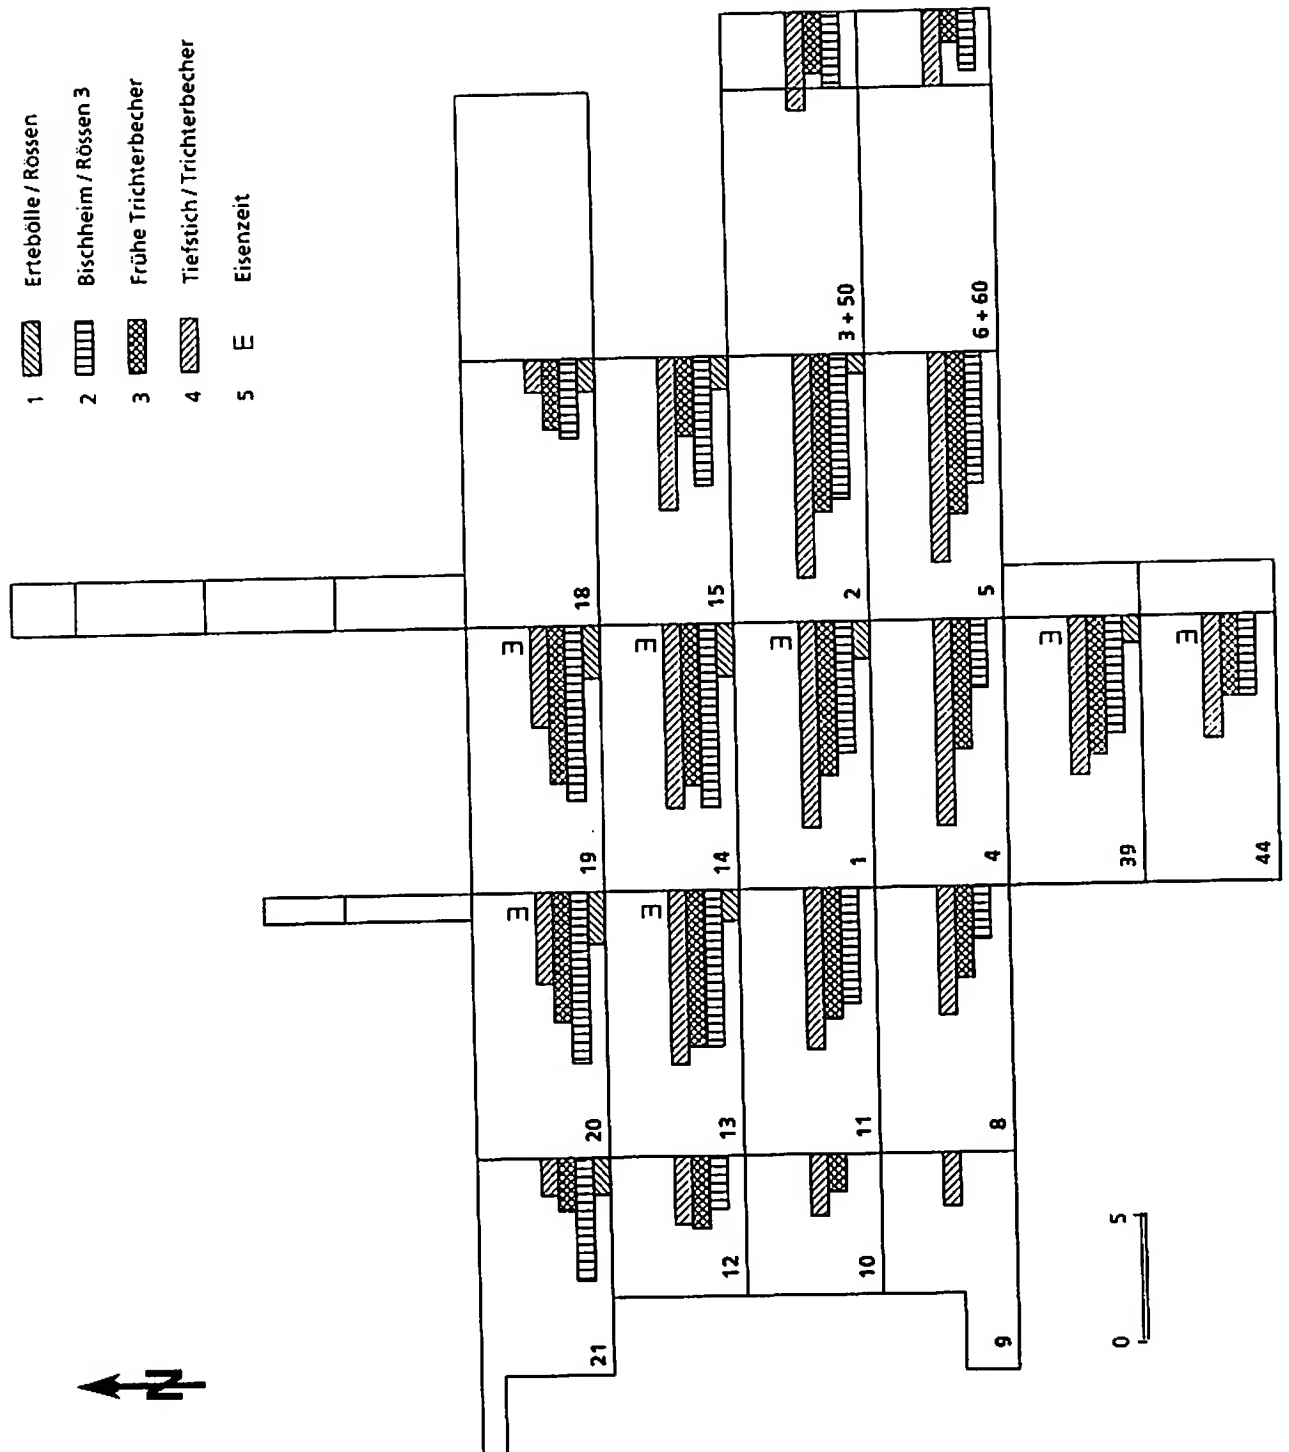 1 Ertebölle / Rössen
2 Bischheim / Rössen 3
3 Frühe Trichterbecher
4 Tiefstich / Trichterbecher
5 E Eisenzeit
N
E E
21 20 19 18
E E
12 13 14 15
E
10 11 1 2 3 + 50
9 8 4 5 6 + 60
E
39
E
44
0 5